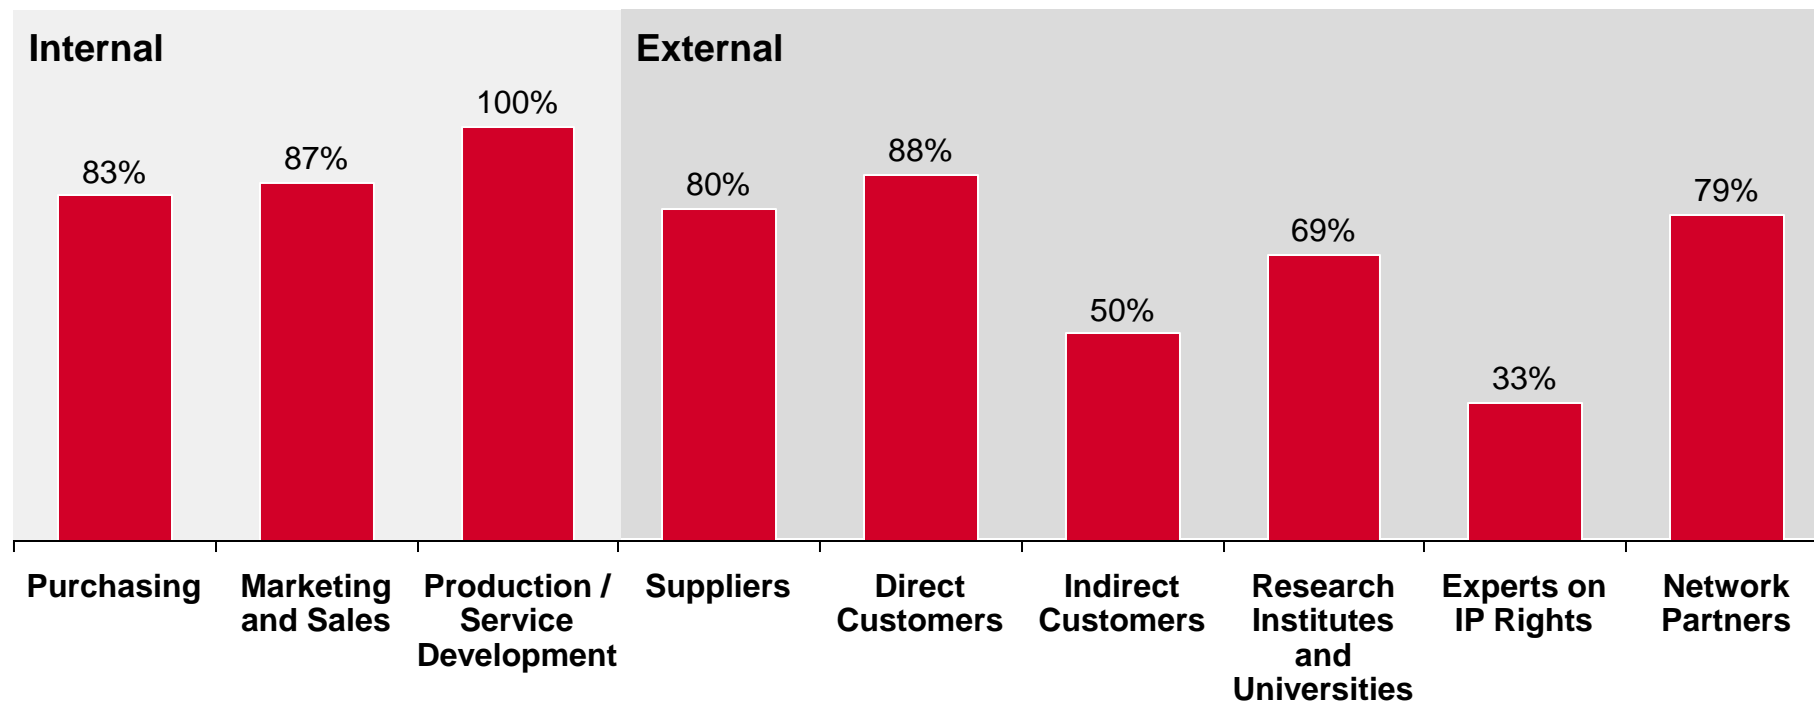 Internal
External
100%
83%
87%
80%
88%
50%
69%
33%
79%
Purchasing
Marketing
and Sales
Production /
Service
Development
Suppliers
Direct
Customers
Indirect
Customers
Research
Institutes
and
Universities
Experts on
IP Rights
Network
Partners